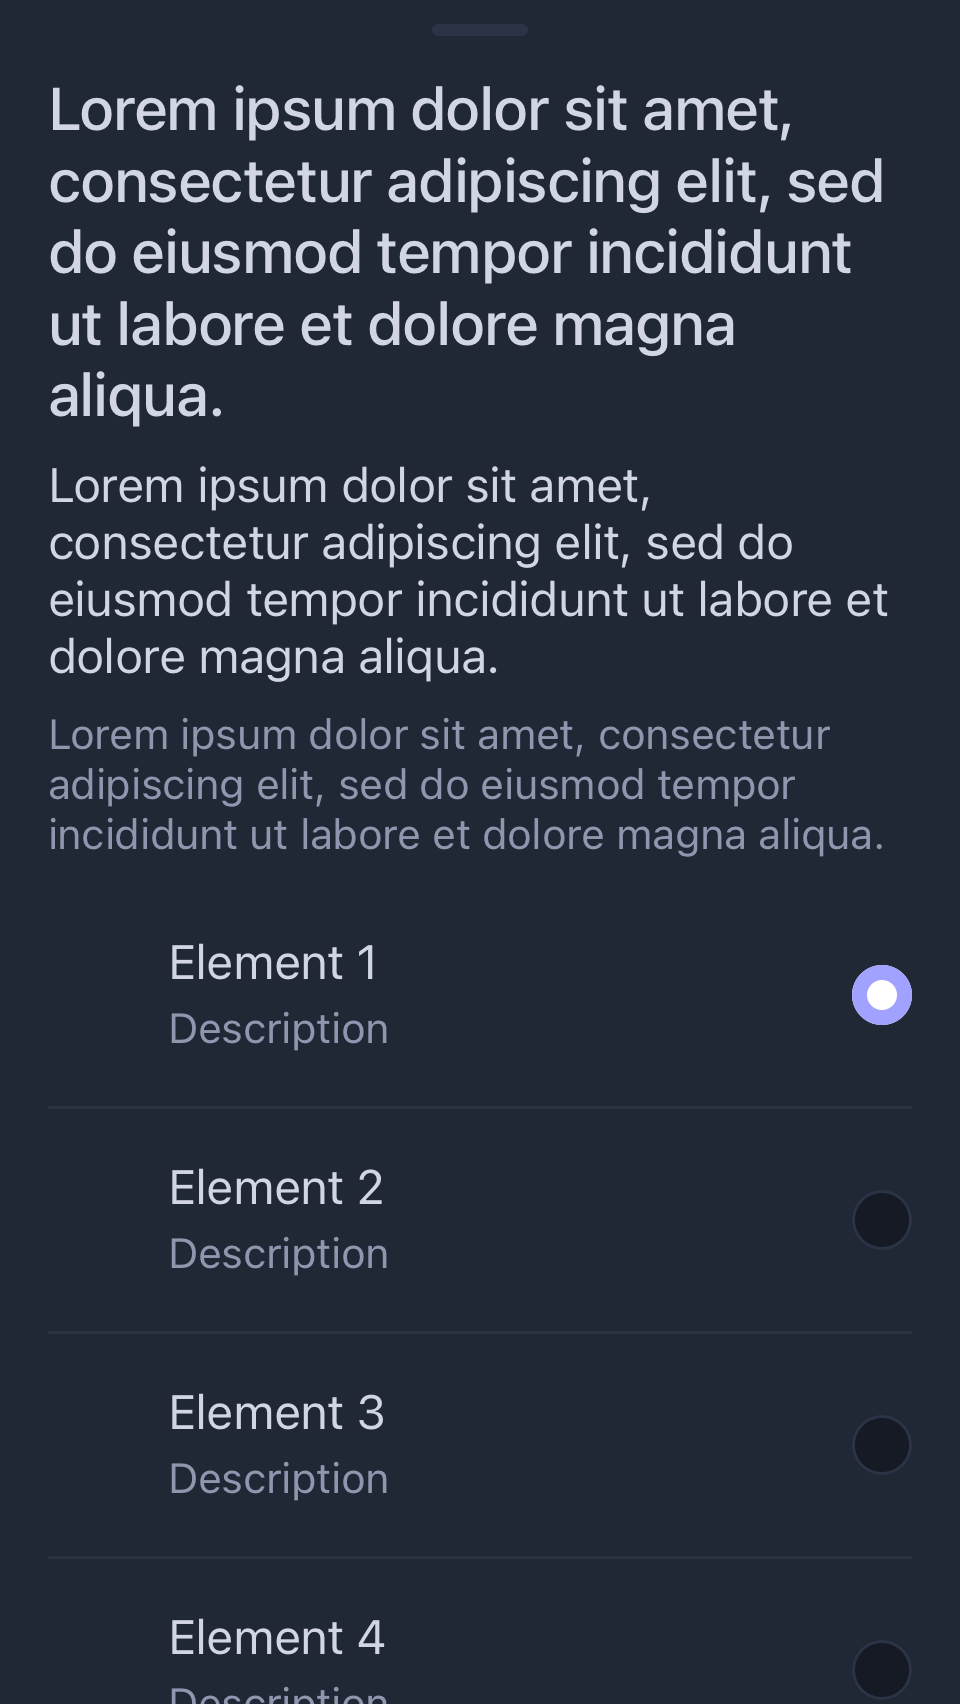 Lorem ipsum dolor sit amet,
consectetur adipiscing elit, sed
do eiusmod tempor incididunt
ut labore et dolore magna
aliqua.
Lorem ipsum dolor sit amet,
consectetur adipiscing elit, sed do
eiusmod tempor incididunt ut labore et
dolore magna aliqua.
Lorem ipsum dolor sit amet, consectetur
adipiscing elit, sed do eiusmod tempor
incididunt ut labore et dolore magna aliqua.
Element 1
Description
Element 2
Description
Element 3
Description
Element 4
Description